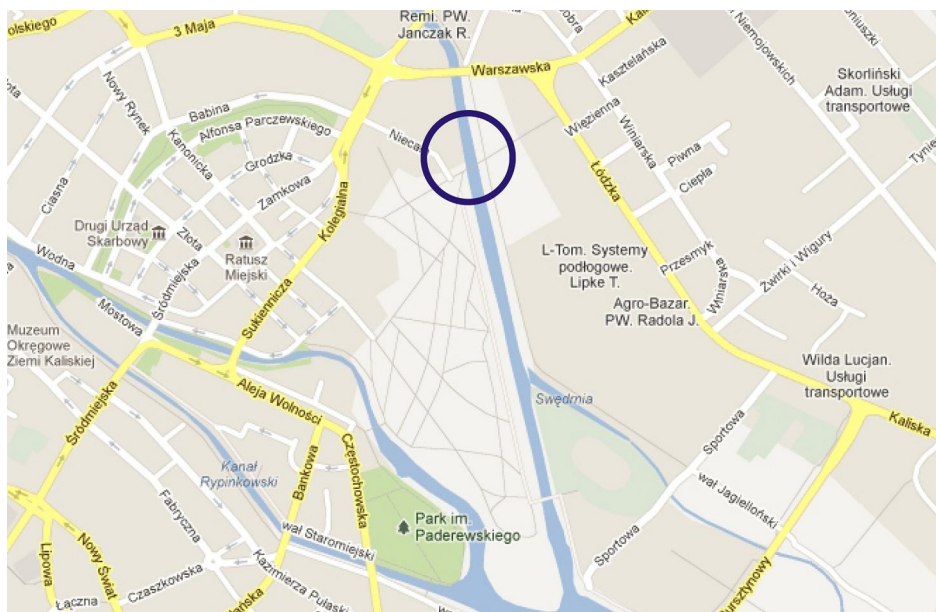 olskiego
3 Maja
Remi. PW.
Janczak R.
Warszawska
Dobra
Kasztelańska
Niemojowskich
Skorliński
Adam. Usługi
transportowe
Nowy Rynek
Babina
Alfonsa Parczewskiego
Kanonicka
Grodzka
Zamkowa
Ciasna
Kolegialna
Więzienna
Winiarska
Piwna
Ciepła
Łódzka
Drugi Urząd
Skarbowy
Złota
Ratusz
Miejski
Wodna
Śródmiejska
Sukiennicza
Mostowa
L-Tom. Systemy
podłogowe.
Lipke T.
Przesmyk
Winiarska
Żwirki I Wigury
Hoża
Agro-Bazar.
PW. Radola J.
Muzeum
Okręgowe
Ziemi Kaliskiej
Wilda Lucjan.
Usługi
transportowe
Aleja Wolności
Swędrnia
Kaliska
Śródmiejska
Sportowa
Częstochowska
Bankowa
Kanał
Rypinkowski
wał Jagielloński
Fabryczna
wał Staromiejski
Park im.
Paderewskiego
Sportowa
Lipowa
Nowy Świat
Łączna
Czaszkowska
Kazimierza Pułaski